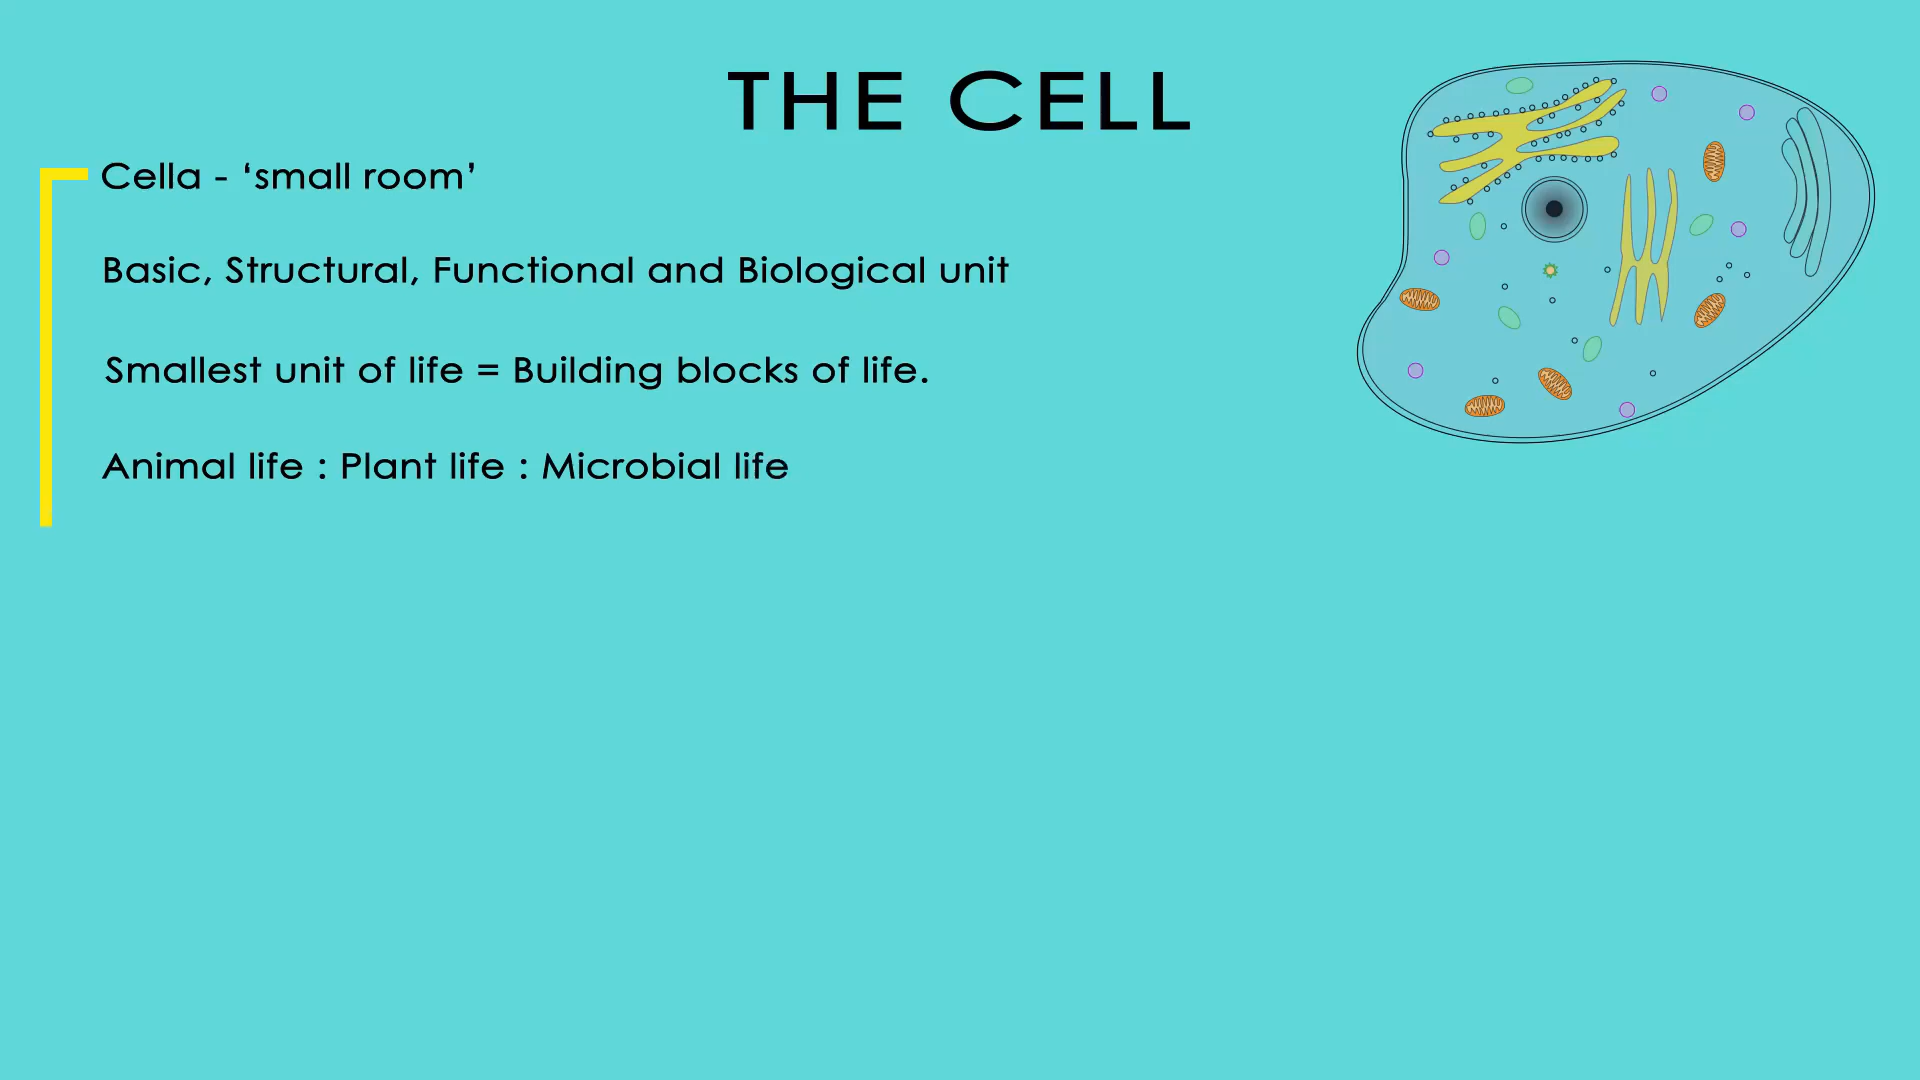 THE CELL
Cella - ‘small room’
Basic, Structural, Functional and Biological unit
Smallest unit of life = Building blocks of life.
Animal life : Plant life : Microbial life